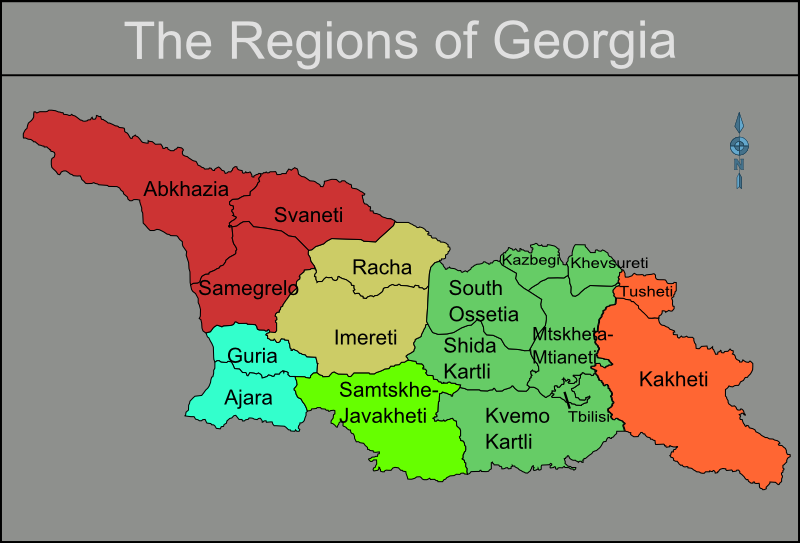 The Regions of Georgia
N
Abkhazia
Svaneti
Samegrelo
Racha
Imereti
Guria
Ajara
Samtskhe-
Javakheti
South
Ossetia
Shida
Kartli
Kvemo
Kartli
Kazbegi
Khevsureti
Mtskheta-
Mtianeti
Tbilisi
Tusheti
Kakheti